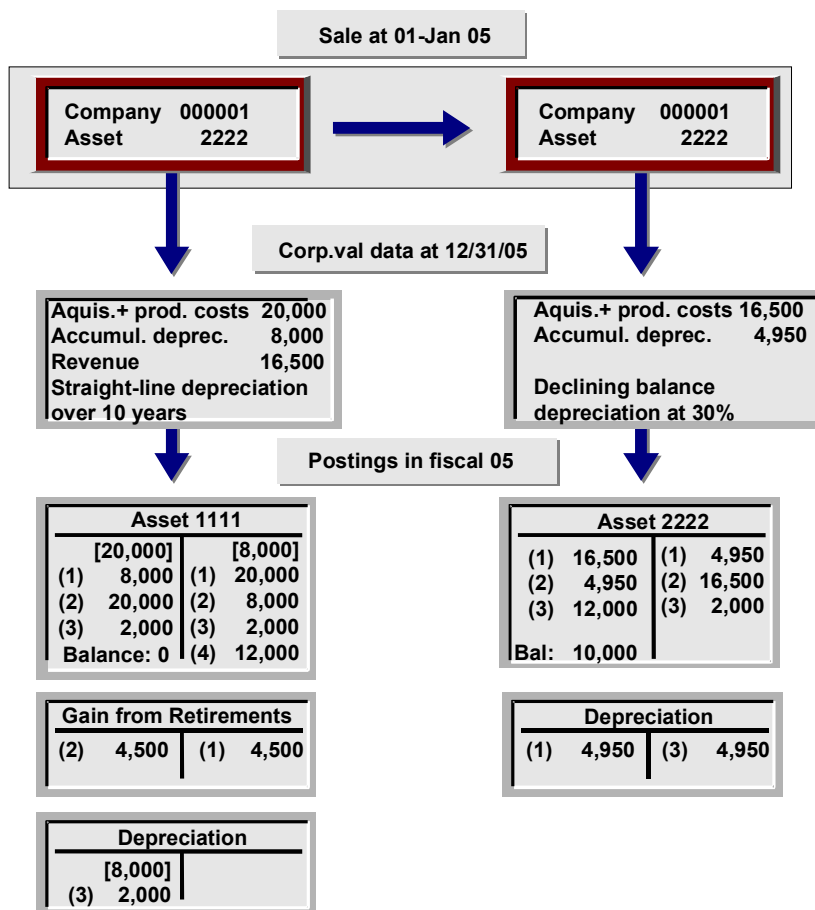 Sale at 01-Jan 05
Company 000001
Asset 2222
Company 000001
Asset 2222
Corp.val data at 12/31/05
Aquis.+ prod. costs 20,000
Accumul. deprec. 8,000
Revenue 16,500
Straight-line depreciation
over 10 years
Aquis.+ prod. costs 16,500
Accumul. deprec. 4,950
Declining balance
depreciation at 30%
Postings in fiscal 05
Asset 1111
[20,000] [8,000]
(1) 8,000 (1) 20,000
(2) 20,000 (2) 8,000
(3) 2,000 (3) 2,000
Balance: 0 (4) 12,000
Asset 2222
(1) 16,500 (1) 4,950
(2) 4,950 (2) 16,500
(3) 12,000 (3) 2,000
Bal: 10,000
Gain from Retirements
(2) 4,500 (1) 4,500
Depreciation
(1) 4,950 (3) 4,950
Depreciation
[8,000]
(3) 2,000